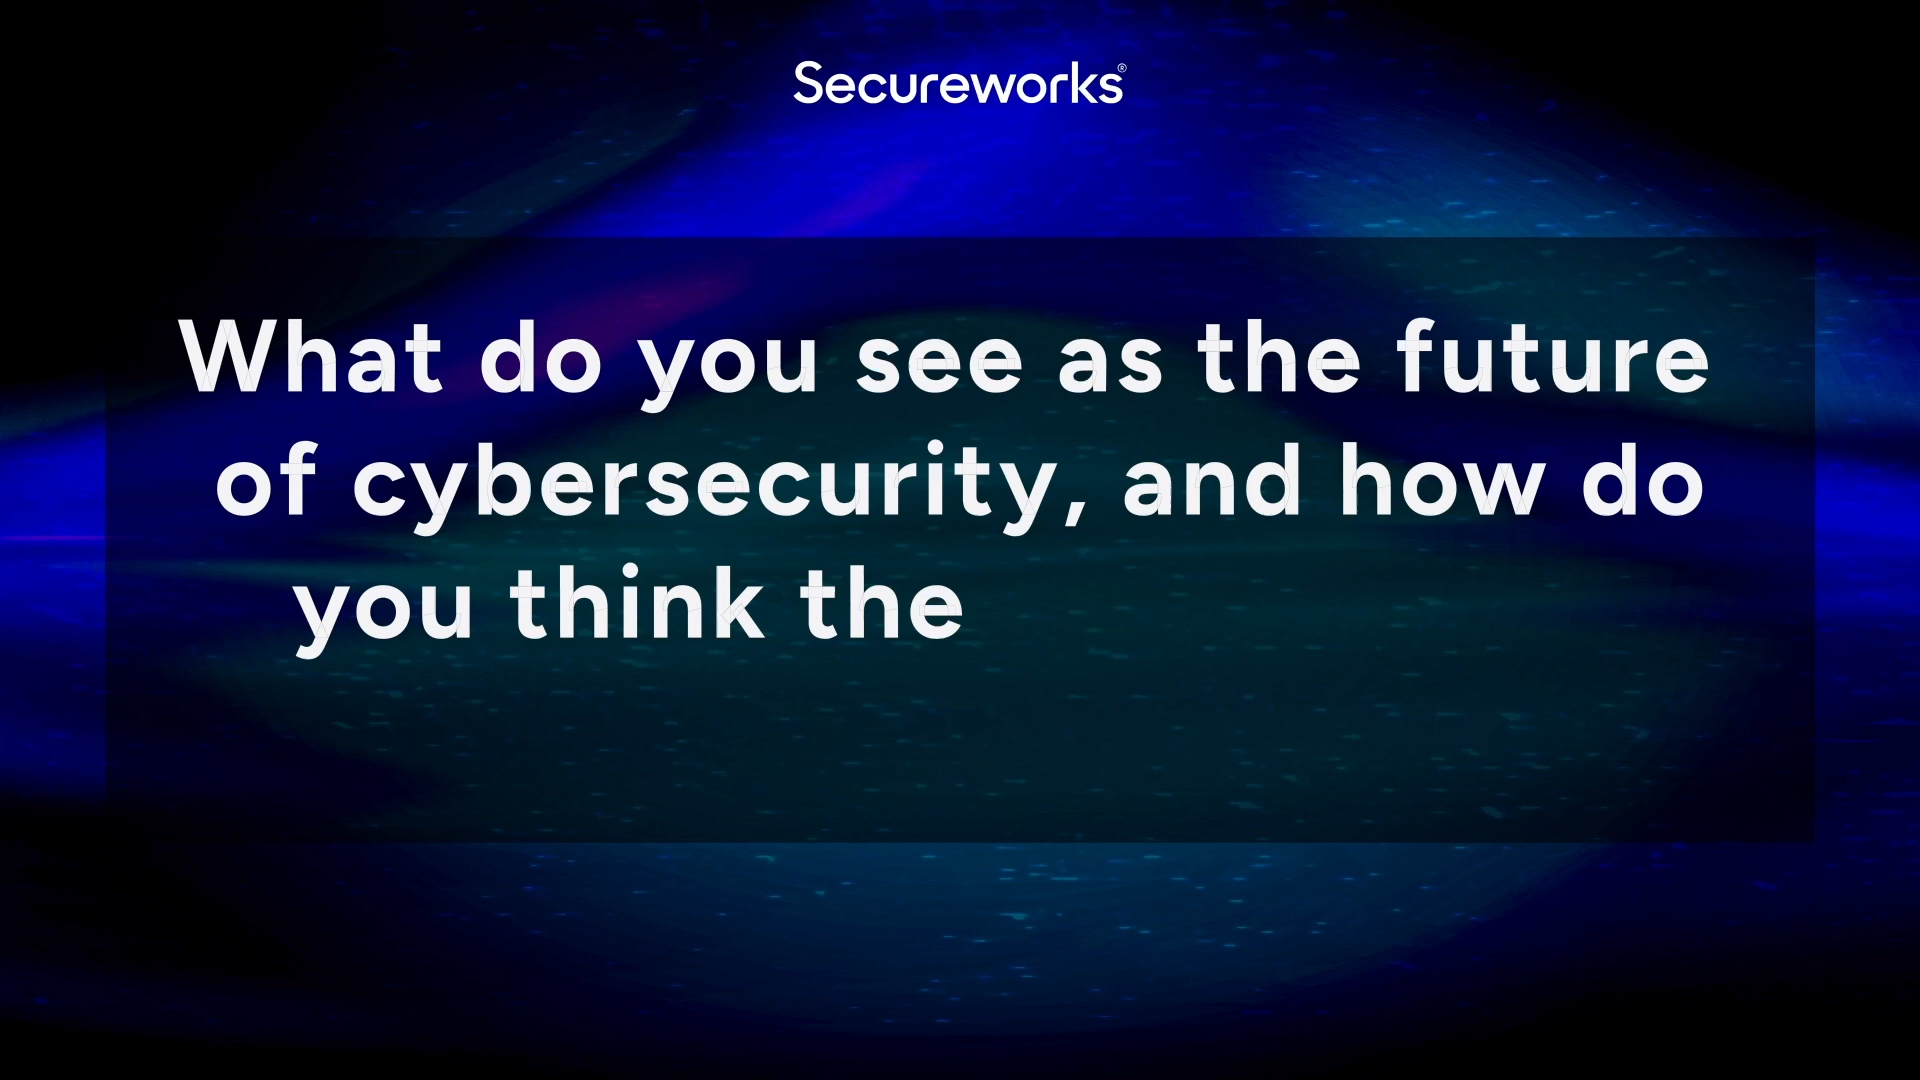 Secureworks®
What do you see as the future
of cybersecurity, and how do
you think the